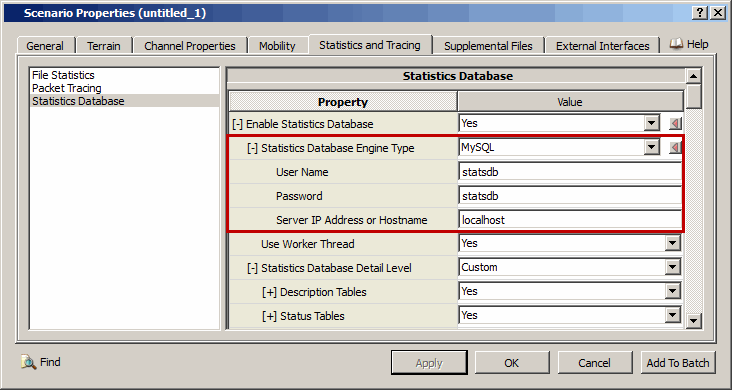 Scenario Properties (untitled_1)
General Terrain Channel Properties Mobility Statistics and Tracing Supplemental Files External Interfaces Help
File Statistics
Packet Tracing
Statistics Database
Statistics Database
Property Value
[-] Enable Statistics Database Yes
[-] Statistics Database Engine Type MySQL
User Name statsdb
Password statsdb
Server IP Address or Hostname localhost
Use Worker Thread Yes
[-] Statistics Database Detail Level Custom
[+] Description Tables Yes
[+] Status Tables Yes
Find Apply OK Cancel Add To Batch